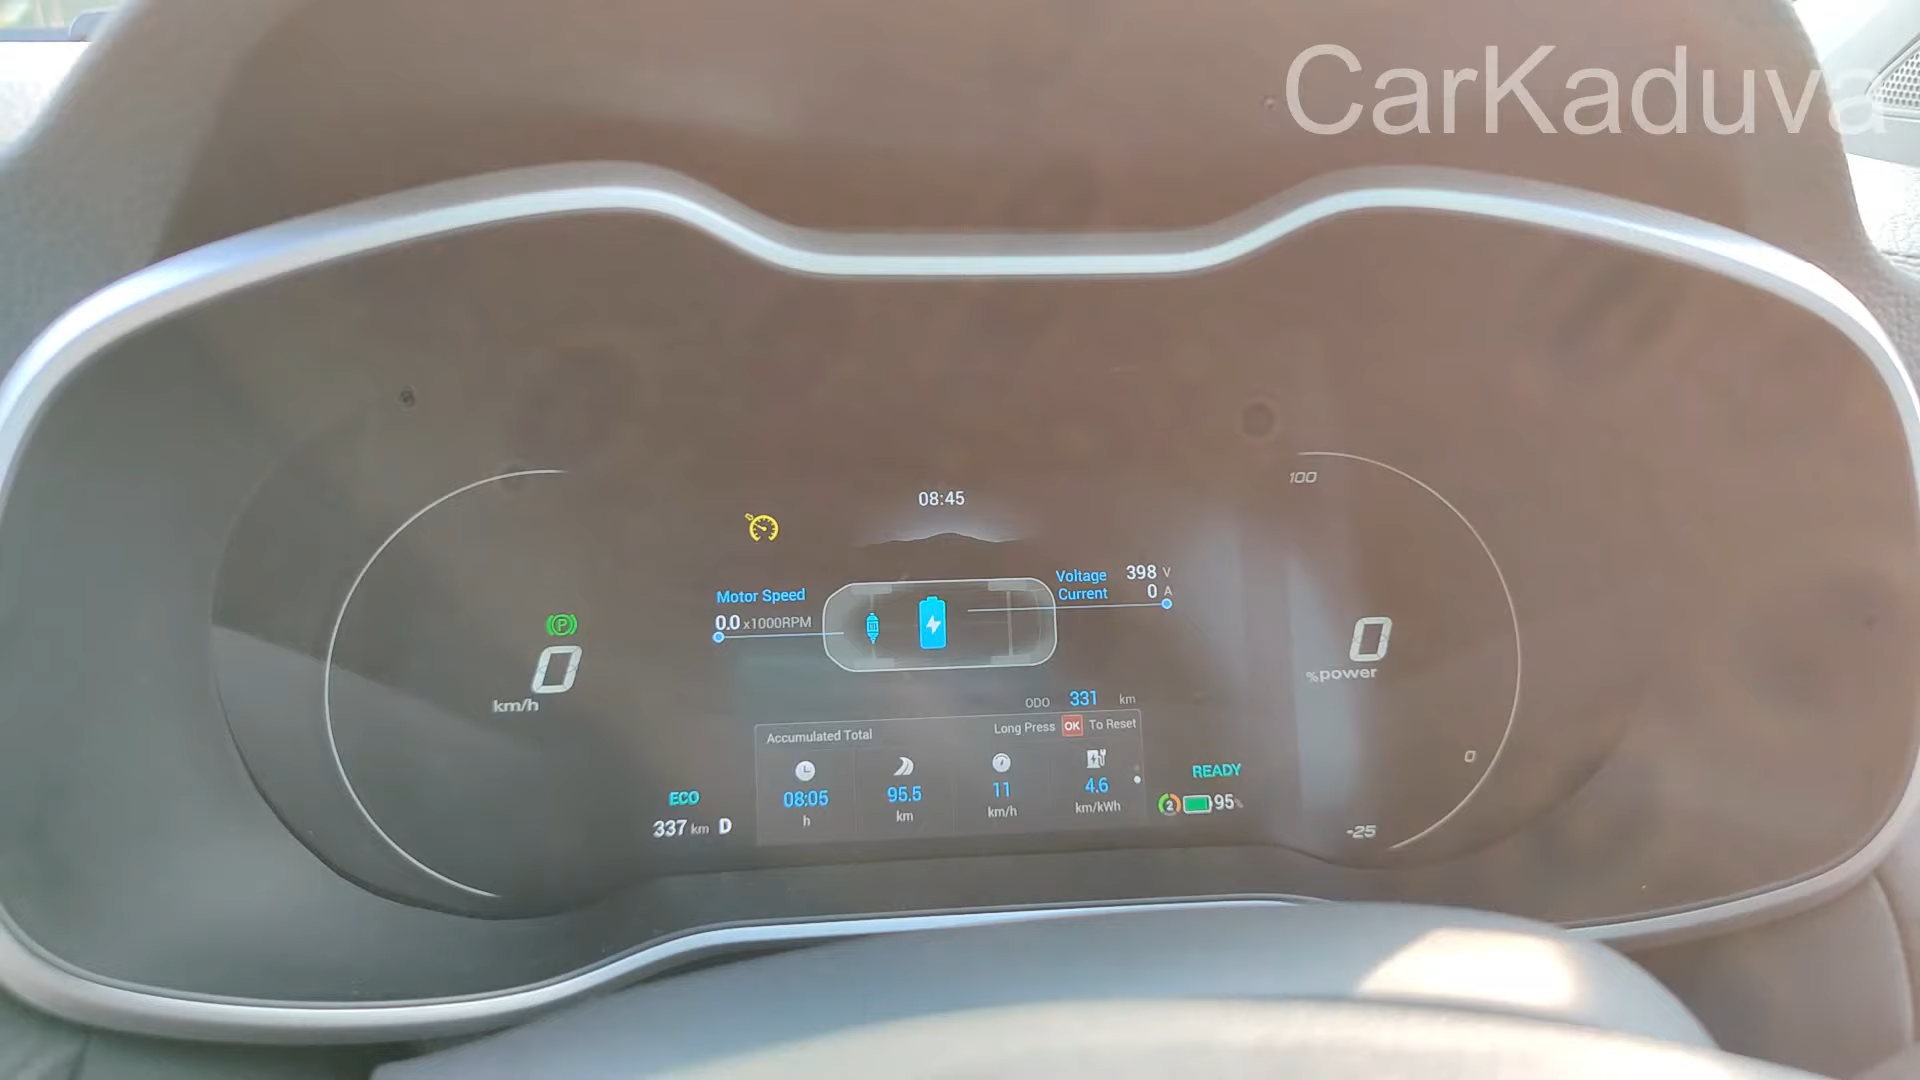 CarKaduva
08:45
100
Motor Speed
0.0 x1000RPM
Voltage 398 V
Current 0 A
P
0
km/h
0
%power
ODO 331 km
Accumulated Total
Long Press OK To Reset
08:05
h
95.5
km
11
km/h
4.6
km/kWh
ECO
337 km D
READY
2
95%
0
-25